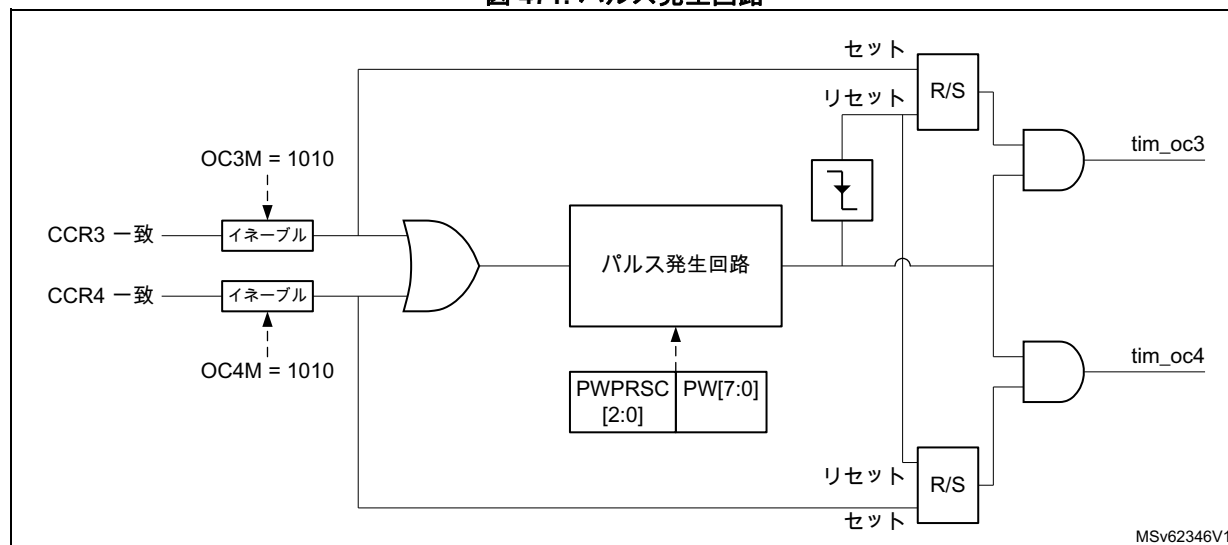 セット
リセット
R/S
tim_oc3
OC3M = 1010
CCR3 一致
イネーブル
パルス発生回路
CCR4 一致
イネーブル
OC4M = 1010
PWPRSC
[2:0]
PW[7:0]
tim_oc4
リセット
R/S
セット
MSv62346V1